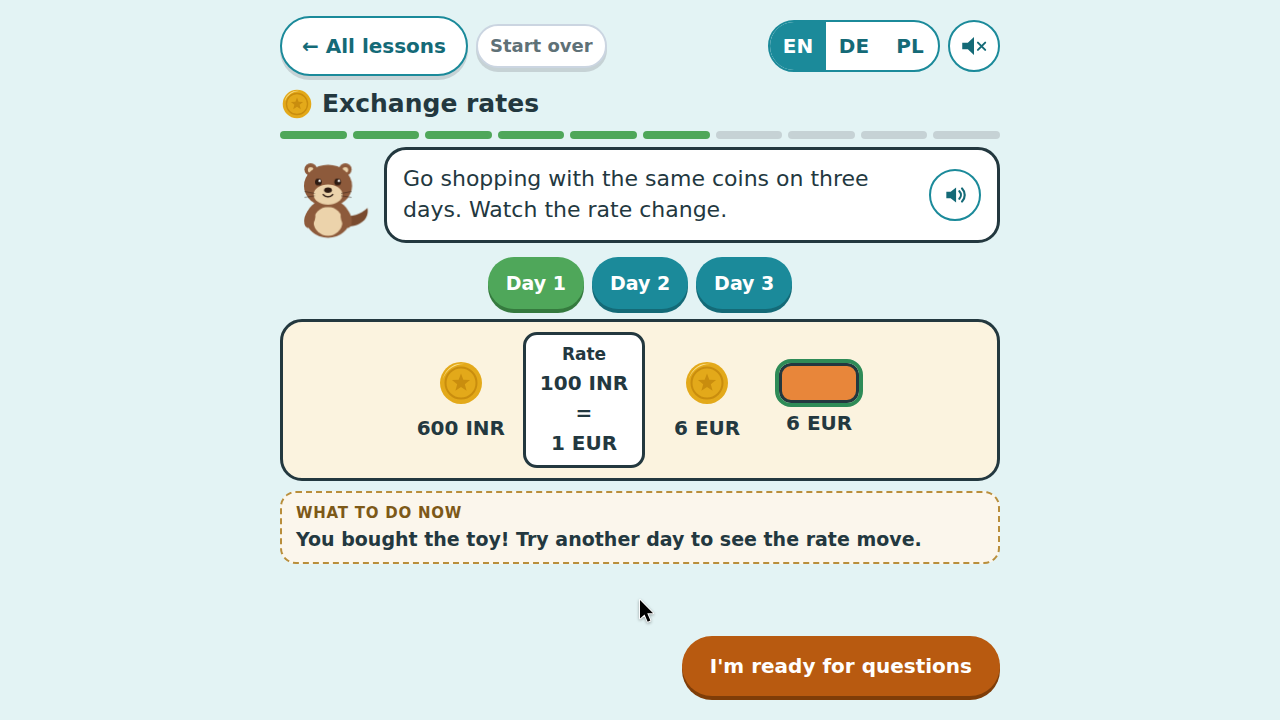 ← All lessons
Start over
EN DE PL
Exchange rates
Go shopping with the same coins on three
days. Watch the rate change.
Day 1
Day 2
Day 3
600 INR
Rate
100 INR
=
1 EUR
6 EUR
6 EUR
WHAT TO DO NOW
You bought the toy! Try another day to see the rate move.
I'm ready for questions